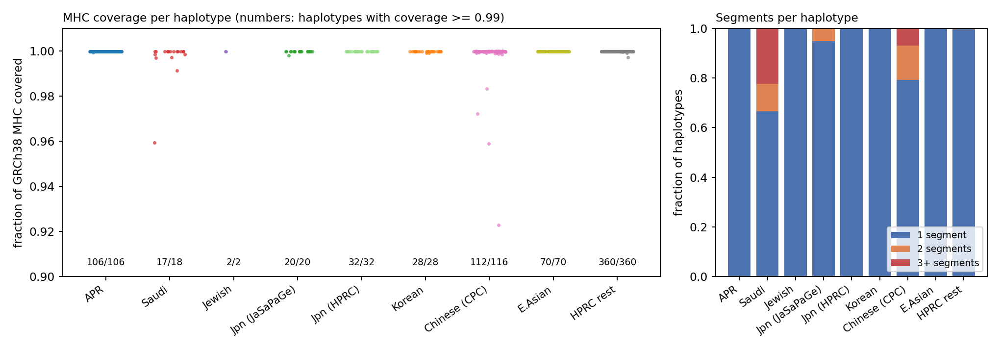 MHC coverage per haplotype (numbers: haplotypes with coverage >= 0.99)
fraction of GRCh38 MHC covered
1.00
0.98
0.96
0.94
0.92
0.90
106/106 17/18 2/2 20/20 32/32 28/28 112/116 70/70 360/360
APR
Saudi
Jewish
Jpn (JaSaPaGe)
Jpn (HPRC)
Korean
Chinese (CPC)
E.Asian
HPRC rest
Segments per haplotype
fraction of haplotypes
1.0
0.8
0.6
0.4
0.2
0.0
1 segment
2 segments
3+ segments
APR
Saudi
Jewish
Jpn (JaSaPaGe)
Jpn (HPRC)
Korean
Chinese (CPC)
E.Asian
HPRC rest